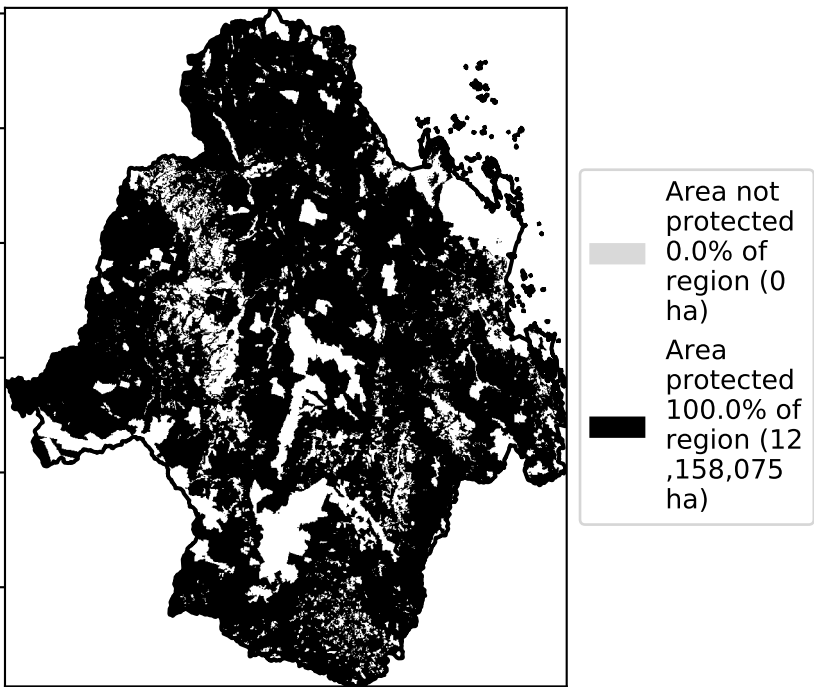 Area not
protected
0.0% of
region (0
ha)
Area
protected
100.0% of
region (12
,158,075
ha)